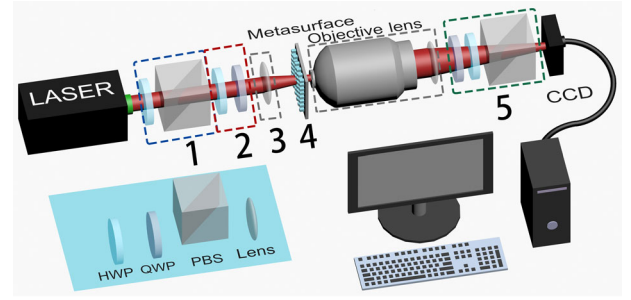 Metasurface
Objective lens
LASER
CCD
1
2
3
4
5
HWP
QWP
PBS
Lens